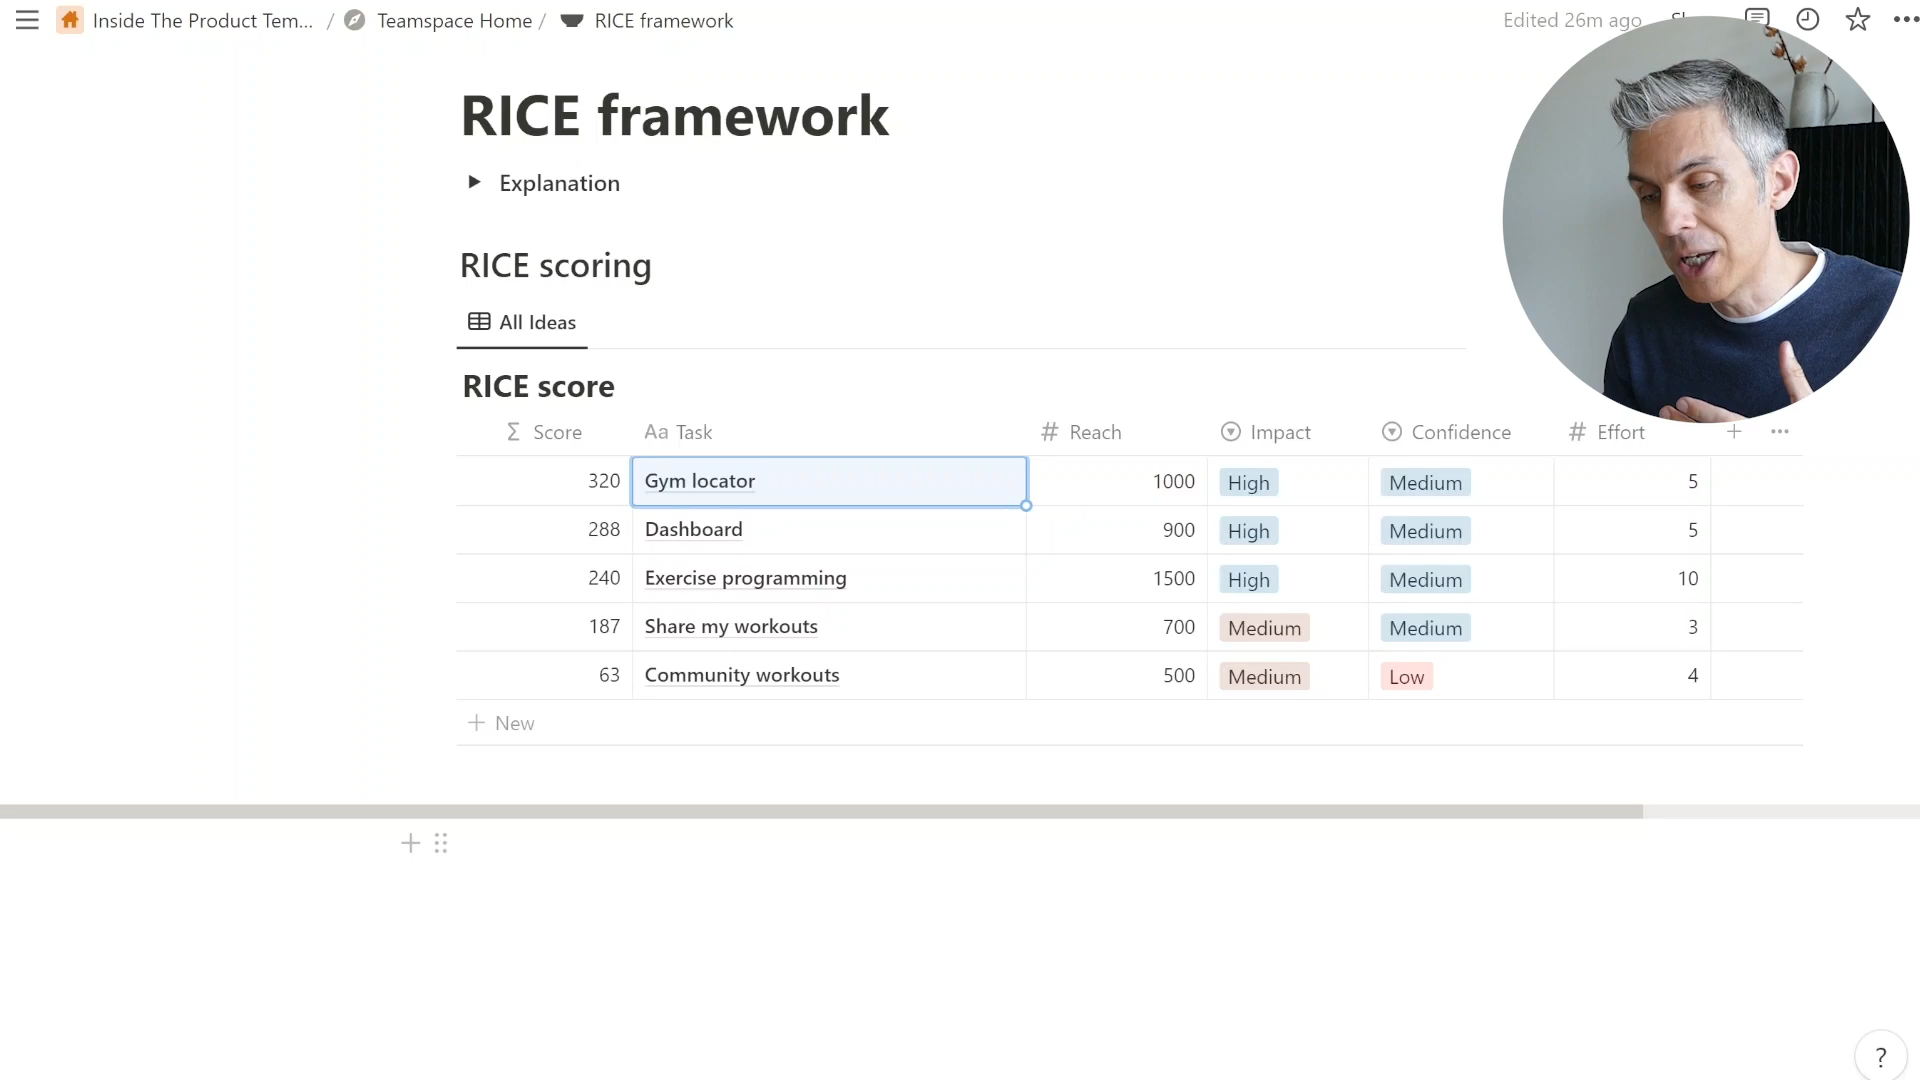 Inside The Product Tem... / Teamspace Home / RICE framework
Edited 26m ago
RICE framework
Explanation
RICE scoring
All Ideas
RICE score
Score Aa Task # Reach Impact Confidence # Effort
320 Gym locator 1000 High Medium 5
288 Dashboard 900 High Medium 5
240 Exercise programming 1500 High Medium 10
187 Share my workouts 700 Medium Medium 3
63 Community workouts 500 Medium Low 4
+ New
?